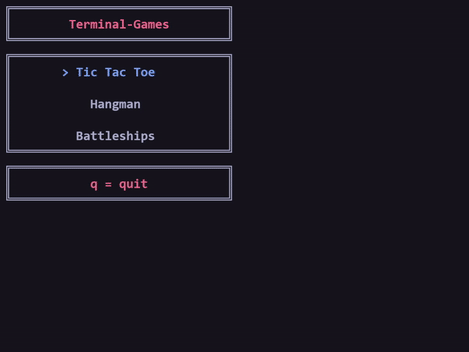 Terminal-Games
> Tic Tac Toe
Hangman
Battleships
q = quit